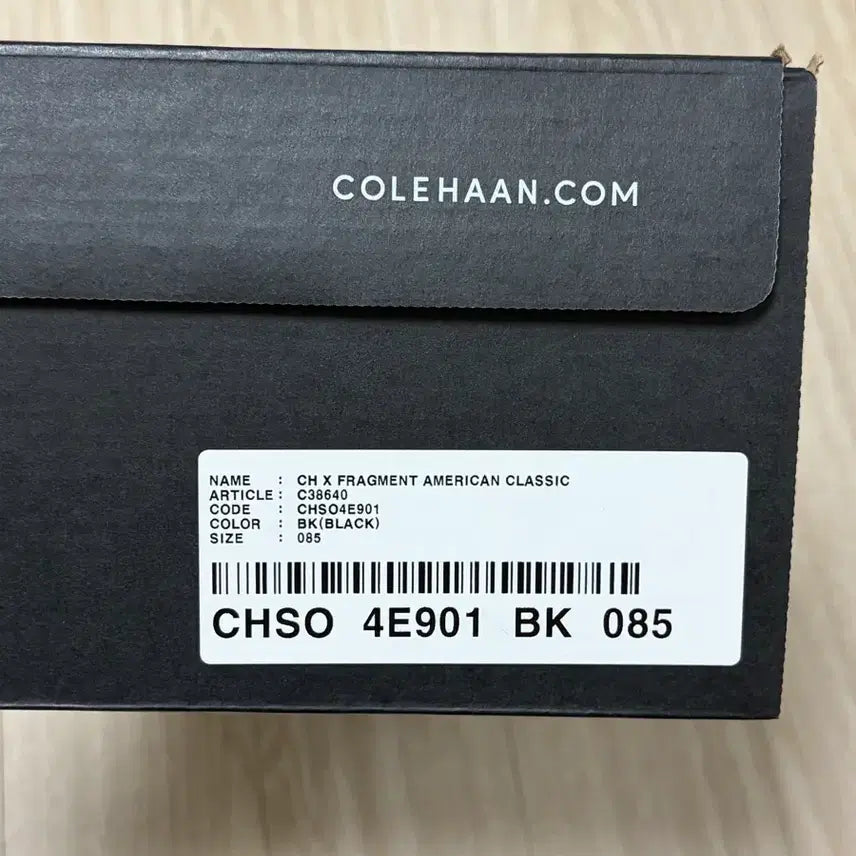 COLEHAAN.COM
NAME : CH X FRAGMENT AMERICAN CLASSIC
ARTICLE : C38640
CODE : CHSO4E901
COLOR : BK(BLACK)
SIZE : 085
CHSO 4E901 BK 085